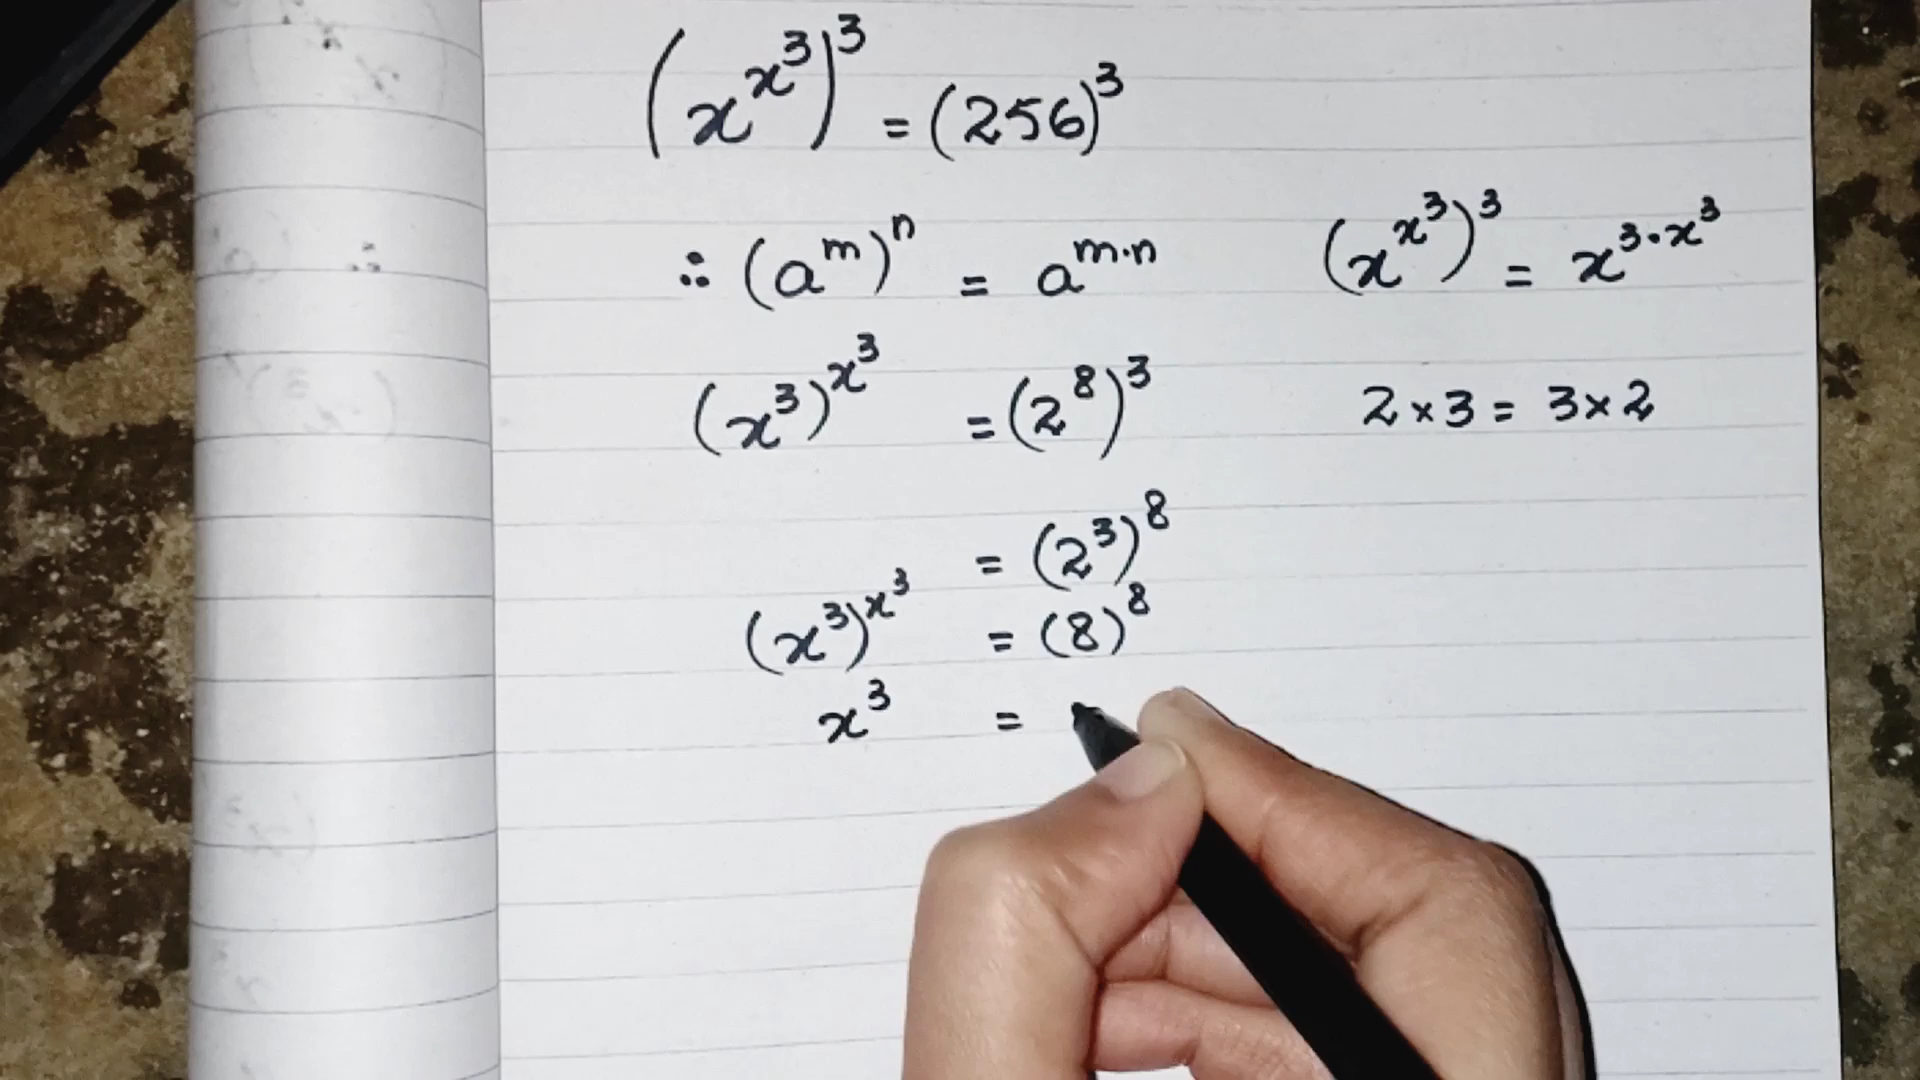 (x^x^3)^3 = (256)^3
∴ (a^m)^n = a^m·n
(x^x^3)^3 = x^3·x^3
(x^3)^x^3 = (2^8)^3
2×3 = 3×2
= (2^3)^8
(x^3)^x^3 = (8)^8
x^3 =